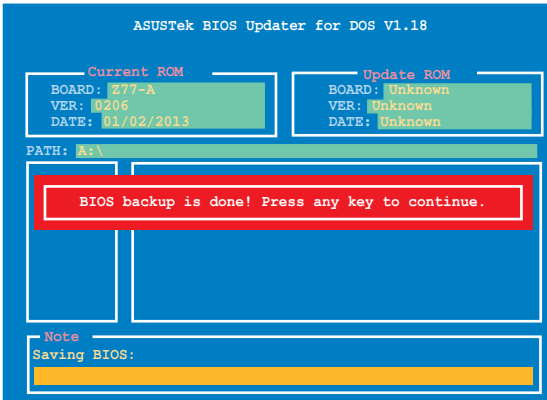 ASUSTek BIOS Updater for DOS V1.18
Current ROM
BOARD: Z77-A
VER: 0206
DATE: 01/02/2013
Update ROM
BOARD: Unknown
VER: Unknown
DATE: Unknown
PATH: A:\
BIOS backup is done! Press any key to continue.
Note
Saving BIOS: